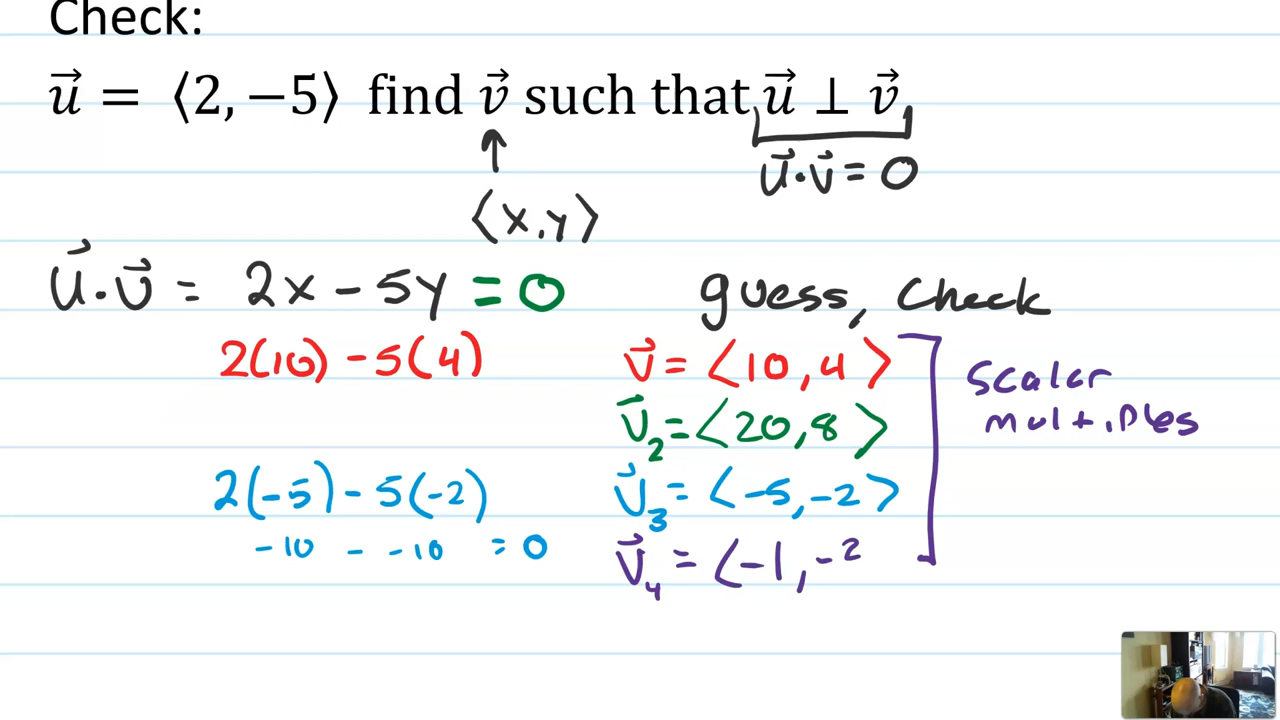 Check:
u⃗ = ⟨2, −5⟩ find v⃗ such that u⃗ ⊥ v⃗
u⃗·v⃗ = 0
⟨x, y⟩
u⃗·v⃗ = 2x − 5y = 0
guess, Check
2(10) − 5(4)
v⃗ = ⟨10, 4⟩
scalar
multiples
v⃗₂ = ⟨20, 8⟩
2(−5) − 5(−2)
v⃗₃ = ⟨−5, −2⟩
−10 − −10 = 0
v⃗₄ = ⟨−1, −2